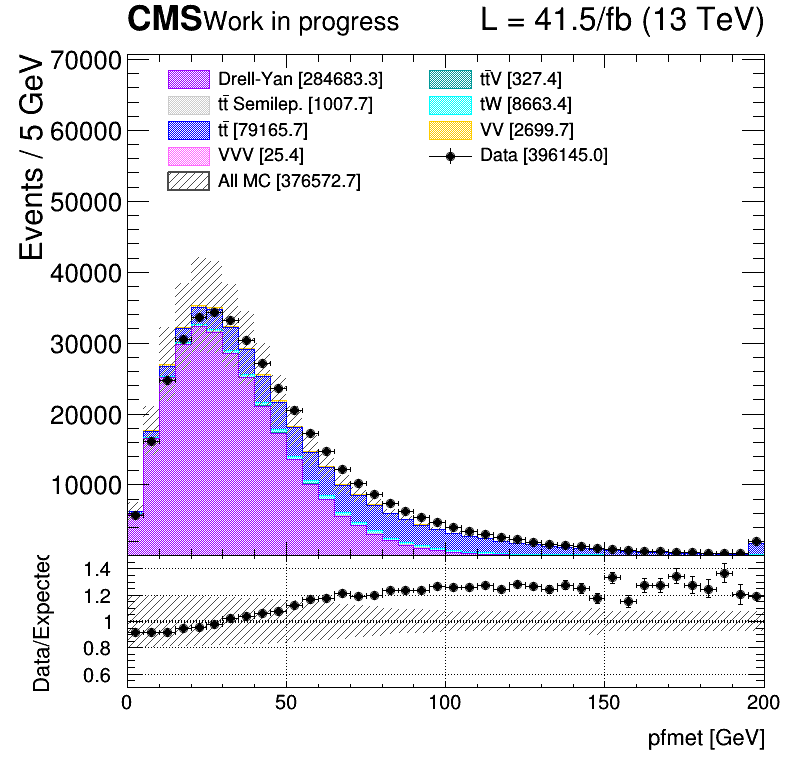 CMS Work in progress L = 41.5/fb (13 TeV)
Events / 5 GeV
70000
60000
50000
40000
30000
20000
10000
Drell-Yan [284683.3]
tt̄ Semilep. [1007.7]
tt̄ [79165.7]
VVV [25.4]
All MC [376572.7]
tt̄V [327.4]
tW [8663.4]
VV [2699.7]
Data [396145.0]
Data/Expected
1.4
1.2
1
0.8
0.6
0 50 100 150 200
pfmet [GeV]